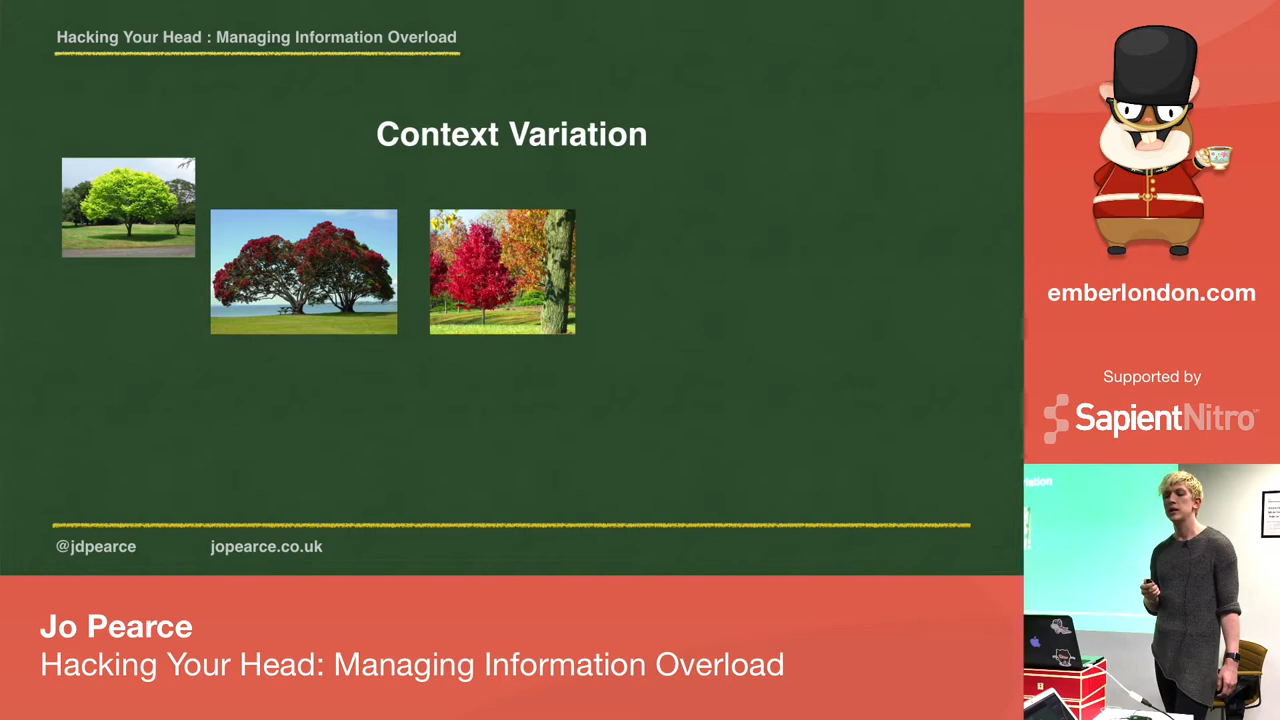 Hacking Your Head : Managing Information Overload
Context Variation
@jdpearce
jopearce.co.uk
Jo Pearce
Hacking Your Head: Managing Information Overload
emberlondon.com
Supported by
SapientNitro